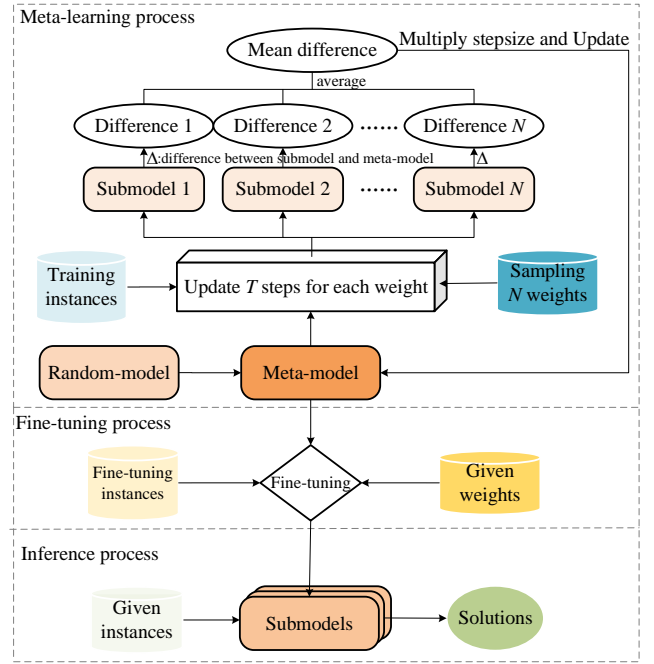 Meta-learning process
Mean difference
Multiply stepsize and Update
average
Difference 1
Difference 2
......
Difference N
Δ:difference between submodel and meta-model
Δ
Submodel 1
Submodel 2
......
Submodel N
Training
instances
Update T steps for each weight
Sampling
N weights
Random-model
Meta-model
Fine-tuning process
Fine-tuning
instances
Fine-tuning
Given
weights
Inference process
Given
instances
Submodels
Solutions